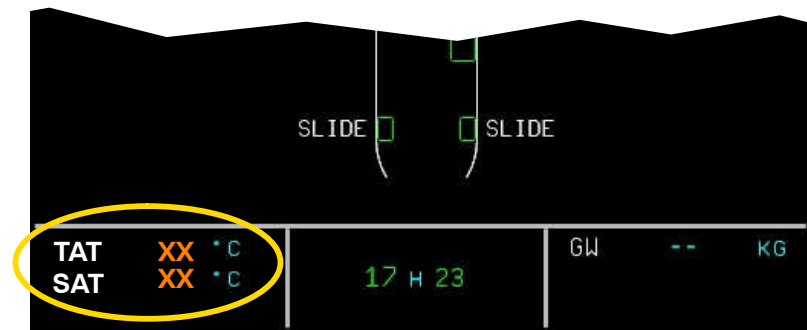 SLIDE SLIDE
TAT XX °C
SAT XX °C
17 H 23
GW -- KG